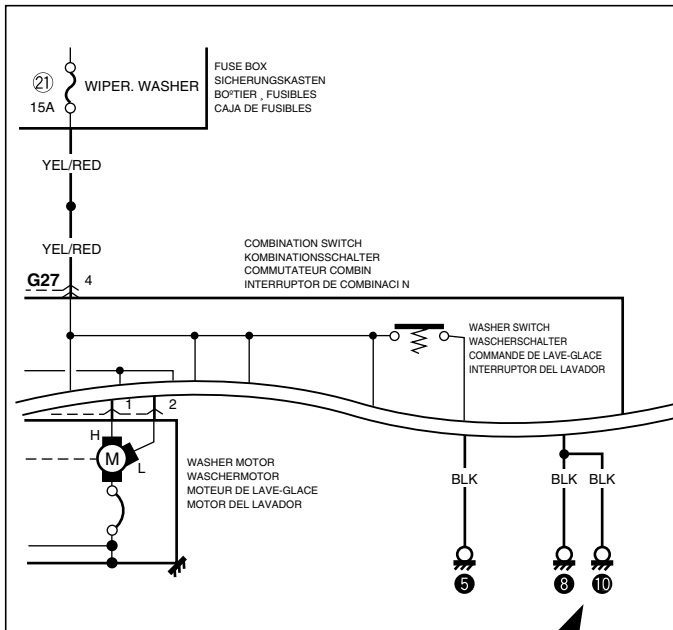 21
15A
WIPER. WASHER
FUSE BOX
SICHERUNGSKASTEN
BOºTIER , FUSIBLES
CAJA DE FUSIBLES
YEL/RED
YEL/RED
G27 4
COMBINATION SWITCH
KOMBINATIONSSCHALTER
COMMUTATEUR COMBIN
INTERRUPTOR DE COMBINACI N
WASHER SWITCH
WASCHERSCHALTER
COMMANDE DE LAVE-GLACE
INTERRUPTOR DEL LAVADOR
1 2
H
M
L
WASHER MOTOR
WASCHERMOTOR
MOTEUR DE LAVE-GLACE
MOTOR DEL LAVADOR
BLK BLK BLK
5 8 10